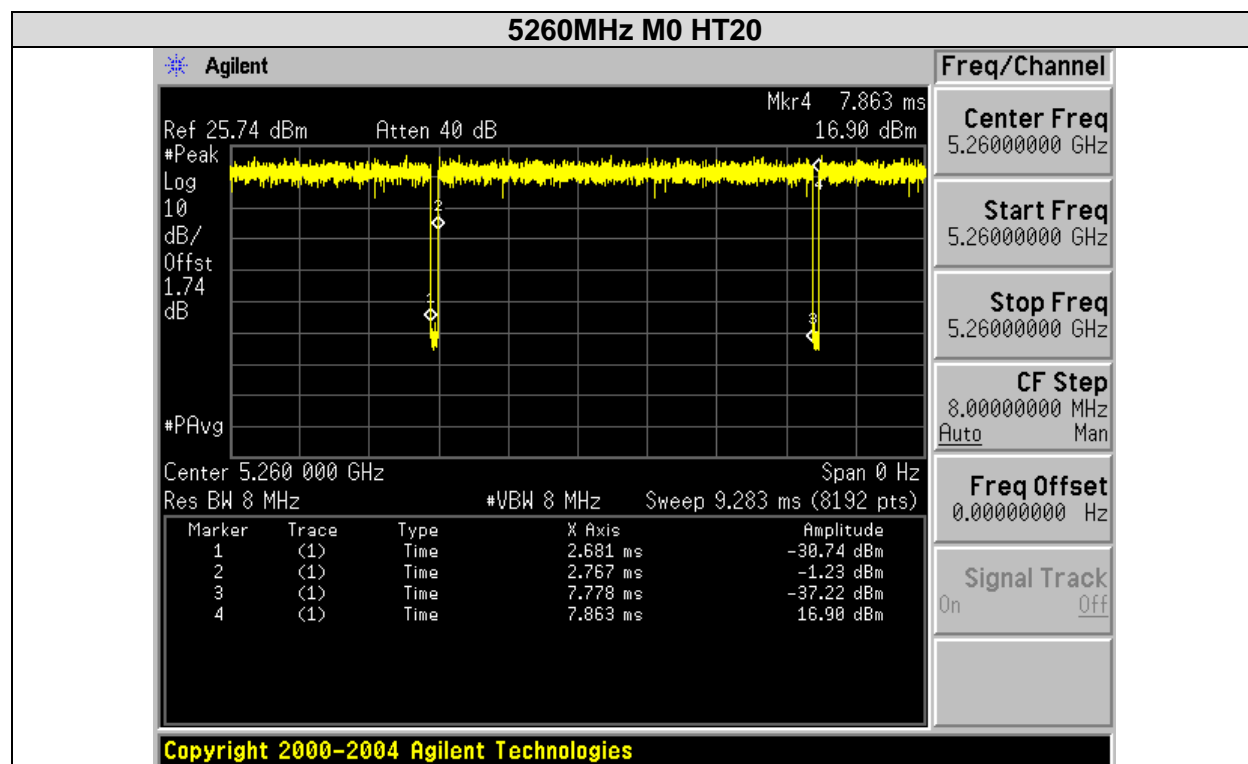 5260MHz M0 HT20
Agilent
Freq/Channel
Mkr4 7.863 ms
Ref 25.74 dBm Atten 40 dB 16.90 dBm
#Peak
Log
10
dB/
Offst
1.74
dB
#PAvg
1
2
3
4
Center 5.260 000 GHz Span 0 Hz
Res BW 8 MHz #VBW 8 MHz Sweep 9.283 ms (8192 pts)
Marker Trace Type X Axis Amplitude
1 (1) Time 2.681 ms -30.74 dBm
2 (1) Time 2.767 ms -1.23 dBm
3 (1) Time 7.778 ms -37.22 dBm
4 (1) Time 7.863 ms 16.90 dBm
Center Freq
5.26000000 GHz
Start Freq
5.26000000 GHz
Stop Freq
5.26000000 GHz
CF Step
8.00000000 MHz
Auto Man
Freq Offset
0.00000000 Hz
Signal Track
On Off
Copyright 2000-2004 Agilent Technologies